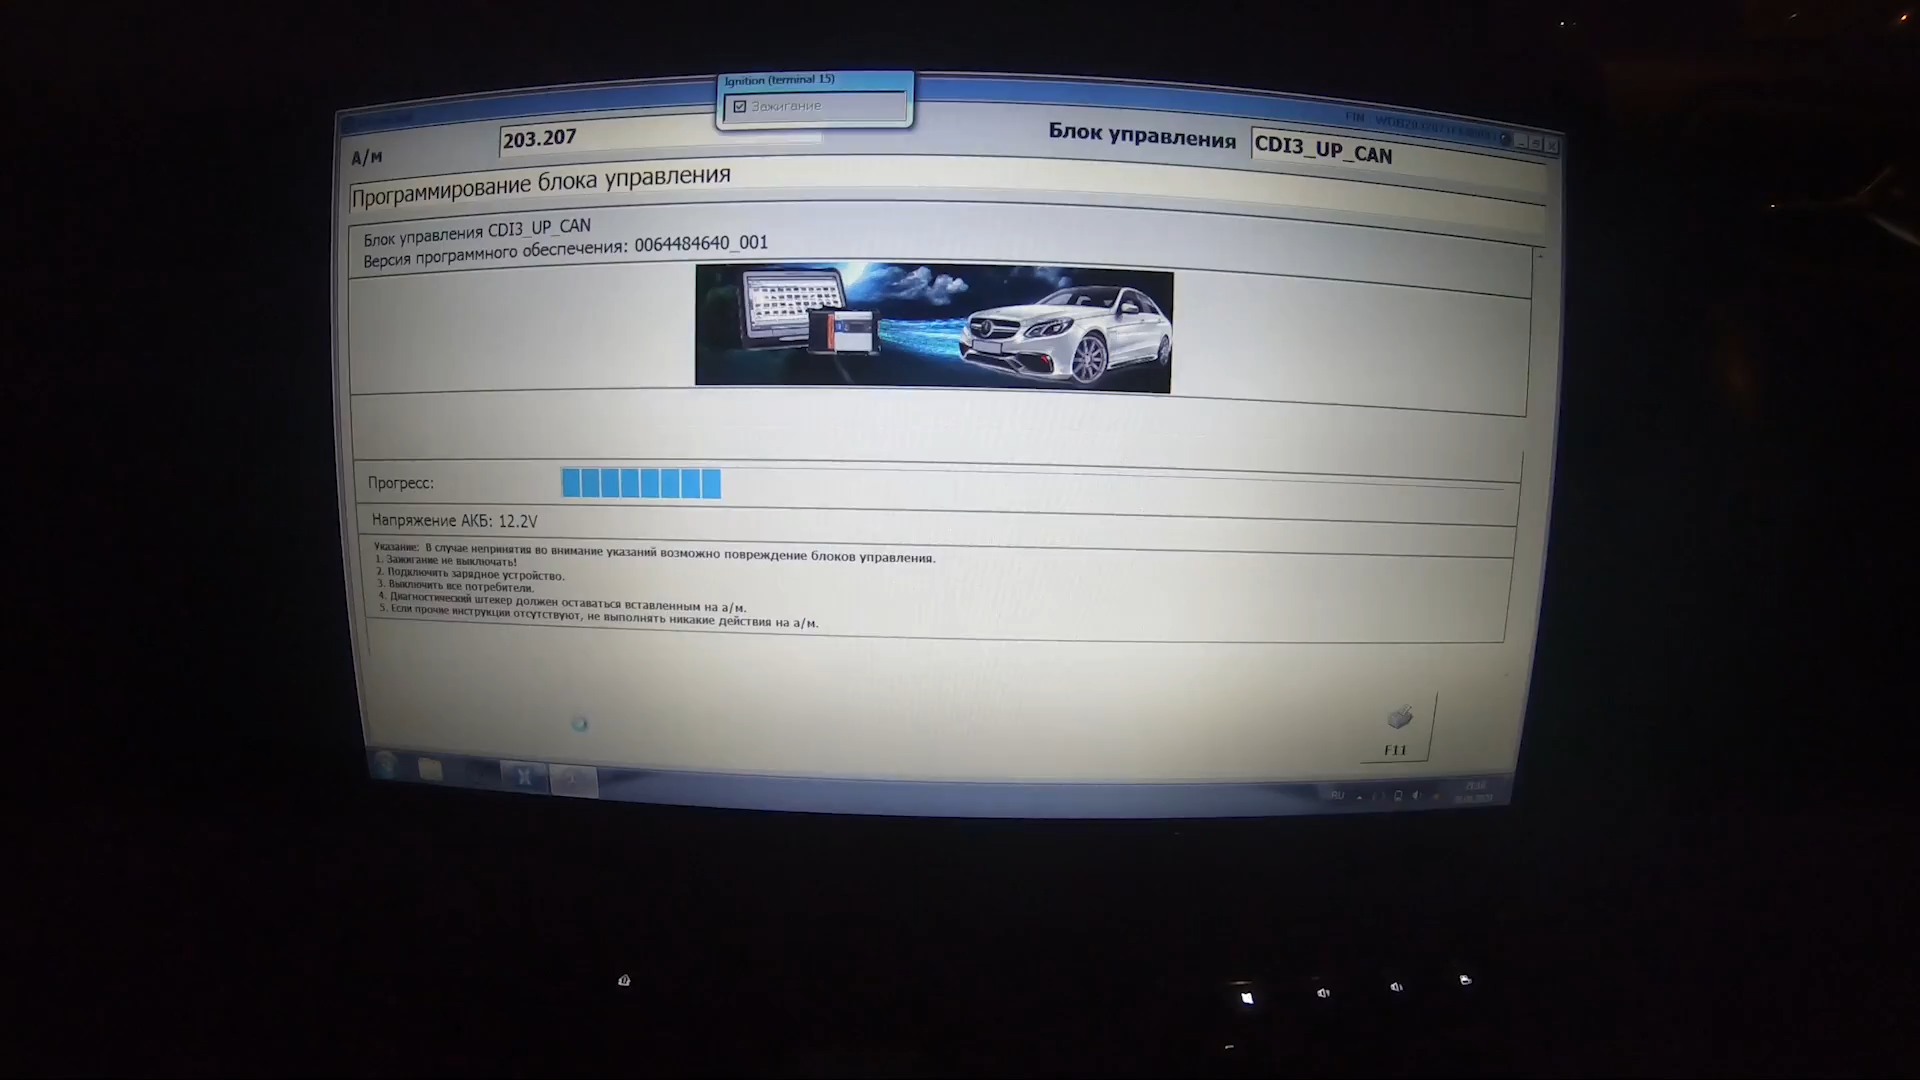 Ignition (terminal 15)
Зажигание
А/м
203.207
Блок управления
CDI3_UP_CAN
Программирование блока управления
Блок управления CDI3_UP_CAN
Версия программного обеспечения: 0064484640_001
Прогресс:
Напряжение АКБ: 12.2V
Указание: В случае непринятия во внимание указаний возможно повреждение блоков управления.
1. Зажигание не выключать!
2. Подключить зарядное устройство.
3. Выключить все потребители.
4. Диагностический штекер должен оставаться вставленным на а/м.
5. Если прочие инструкции отсутствуют, не выполнять никакие действия на а/м.
F11
RU